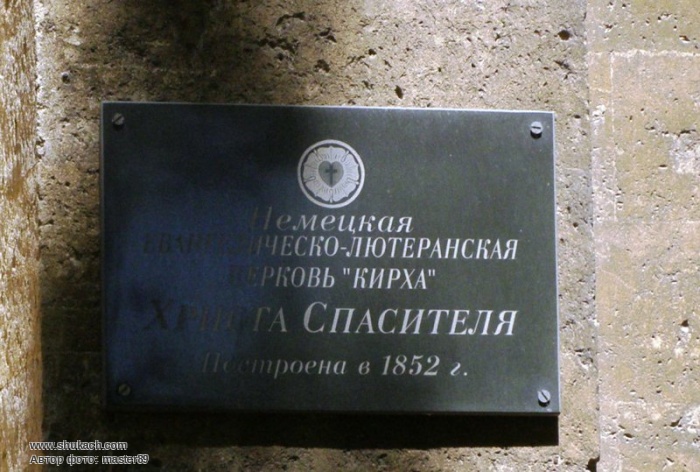 Немецкая
ЕВАНГЕЛИЧЕСКО-ЛЮТЕРАНСКАЯ
ЦЕРКОВЬ "КИРХА"
ХРИСТА СПАСИТЕЛЯ
Построена в 1852 г.
www.shukach.com
Автор фото: master89